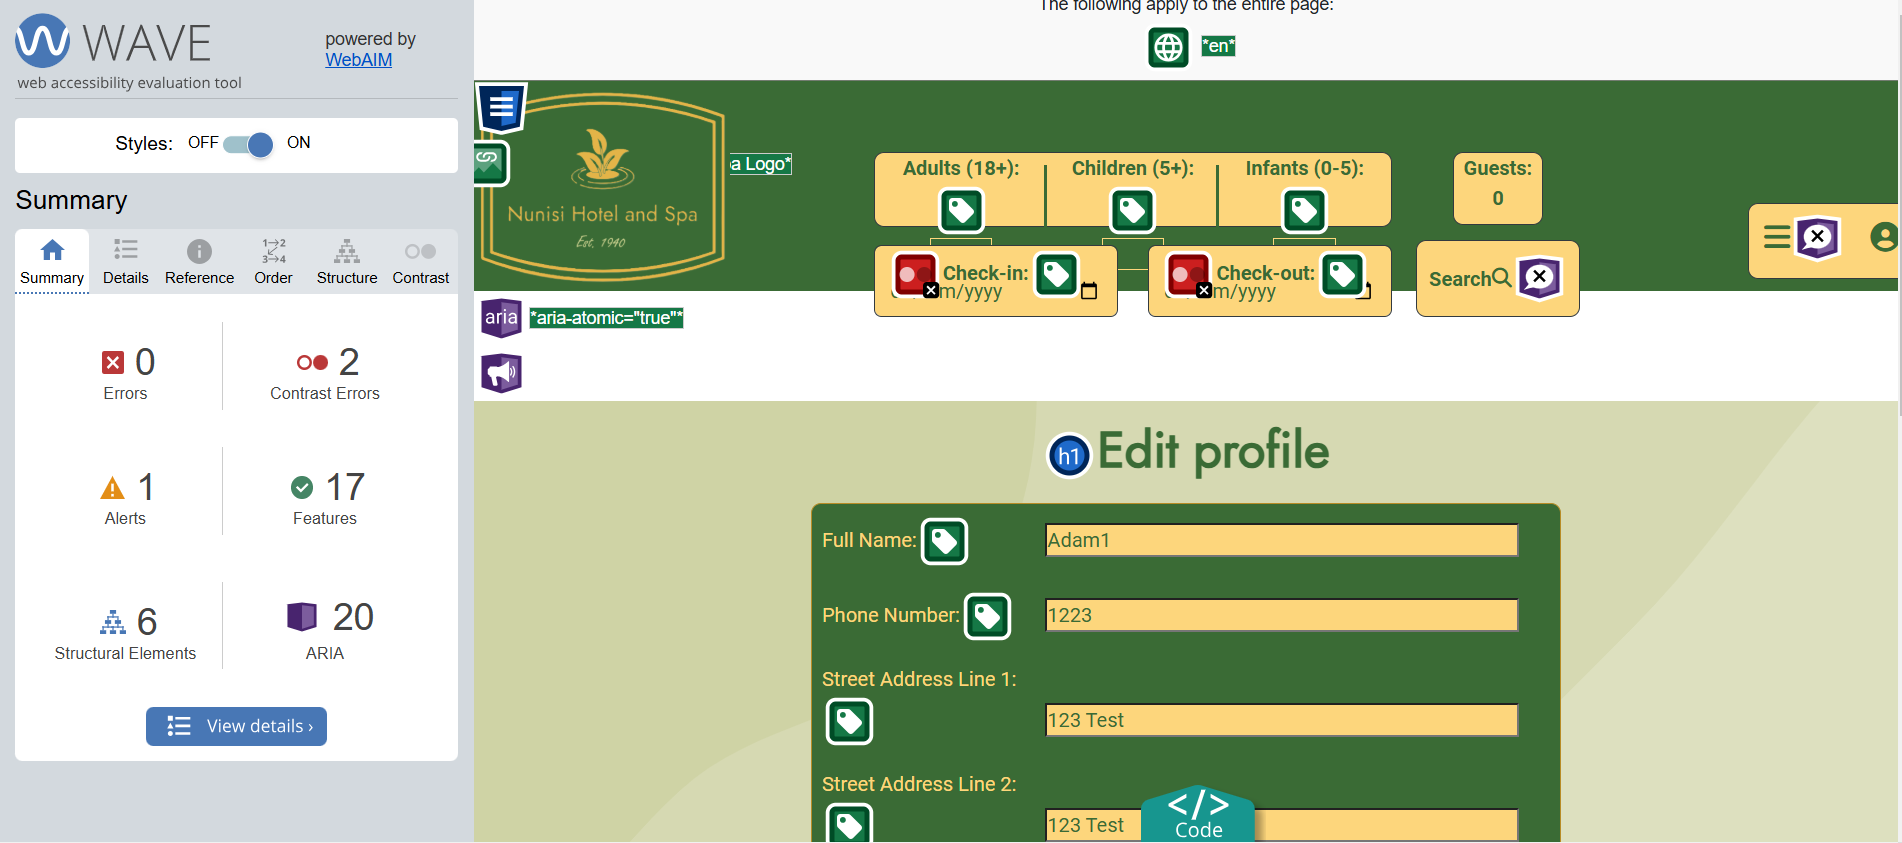 WAVE
web accessibility evaluation tool
powered by
WebAIM
Styles: OFF ON
Summary
Summary Details Reference Order Structure Contrast
0
Errors
2
Contrast Errors
1
Alerts
17
Features
6
Structural Elements
20
ARIA
View details ›
The following apply to the entire page:
*en*
Nunisi Hotel and Spa
Est. 1940
a Logo*
Adults (18+):
Children (5+):
Infants (0-5):
Guests:
0
Check-in:
m/yyyy
Check-out:
m/yyyy
Search
aria *aria-atomic="true"*
h1 Edit profile
Full Name: Adam1
Phone Number: 1223
Street Address Line 1:
123 Test
Street Address Line 2:
123 Test
</> 
Code